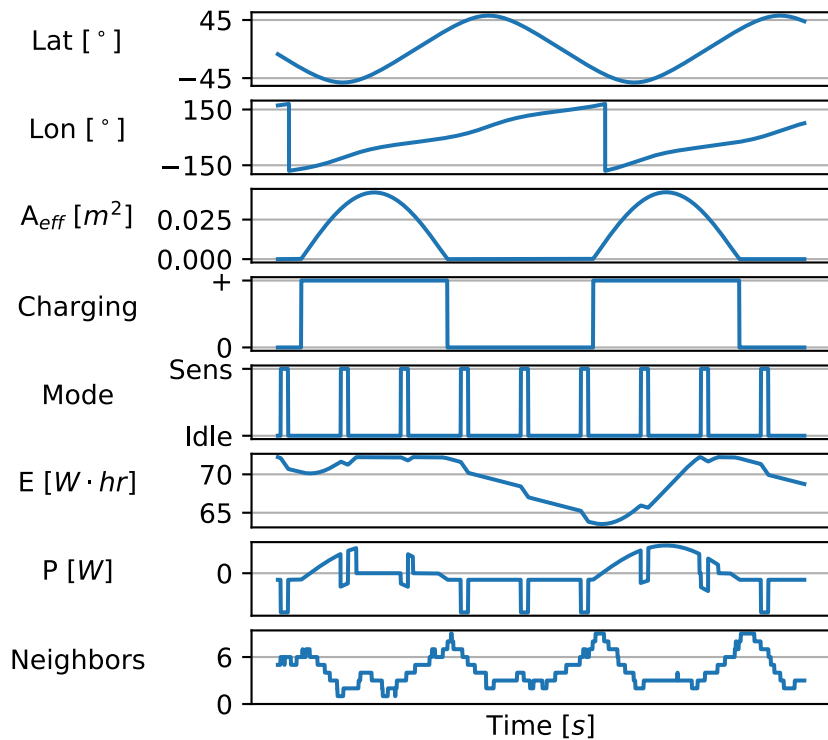 Lat [°]
45
−45
Lon [°]
150
−150
A_eff [m²]
0.025
0.000
Charging
+
0
Mode
Sens
Idle
E [W · hr]
70
65
P [W]
0
Neighbors
6
0
Time [s]